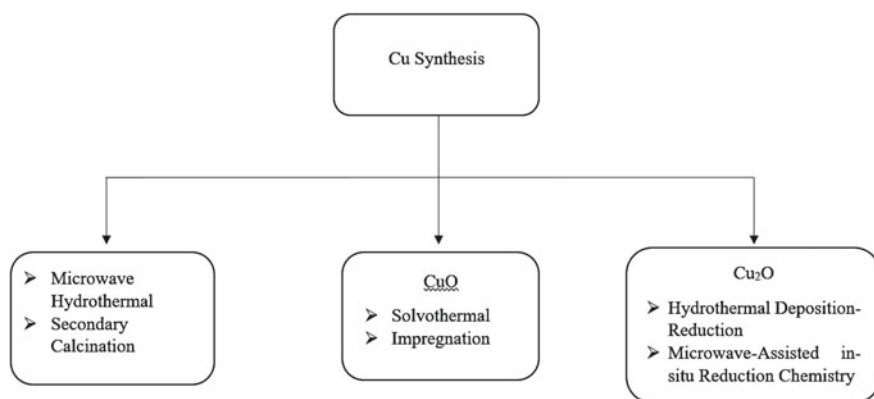 Cu Synthesis
➤ Microwave
Hydrothermal
➤ Secondary
Calcination
CuO
➤ Solvothermal
➤ Impregnation
Cu₂O
➤ Hydrothermal Deposition-
Reduction
➤ Microwave-Assisted in-
situ Reduction Chemistry